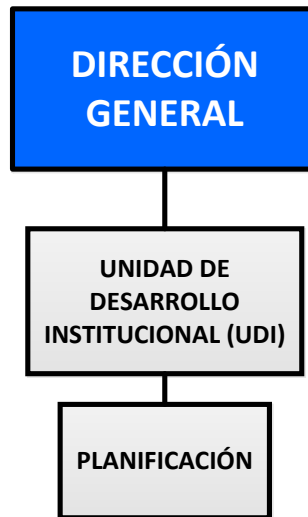 DIRECCIÓN
GENERAL
UNIDAD DE
DESARROLLO
INSTITUCIONAL (UDI)
PLANIFICACIÓN